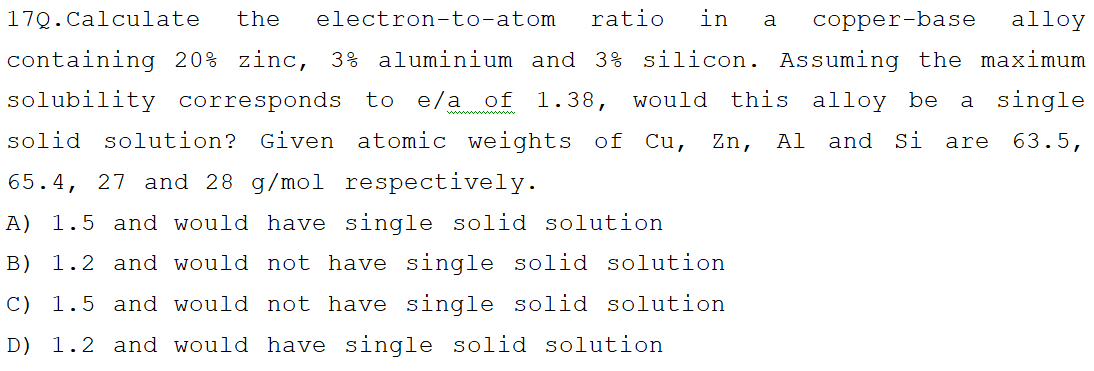 17Q.Calculate the electron-to-atom ratio in a copper-base alloy
containing 20% zinc, 3% aluminium and 3% silicon. Assuming the maximum
solubility corresponds to e/a of 1.38, would this alloy be a single
solid solution? Given atomic weights of Cu, Zn, Al and Si are 63.5,
65.4, 27 and 28 g/mol respectively.
A) 1.5 and would have single solid solution
B) 1.2 and would not have single solid solution
C) 1.5 and would not have single solid solution
D) 1.2 and would have single solid solution